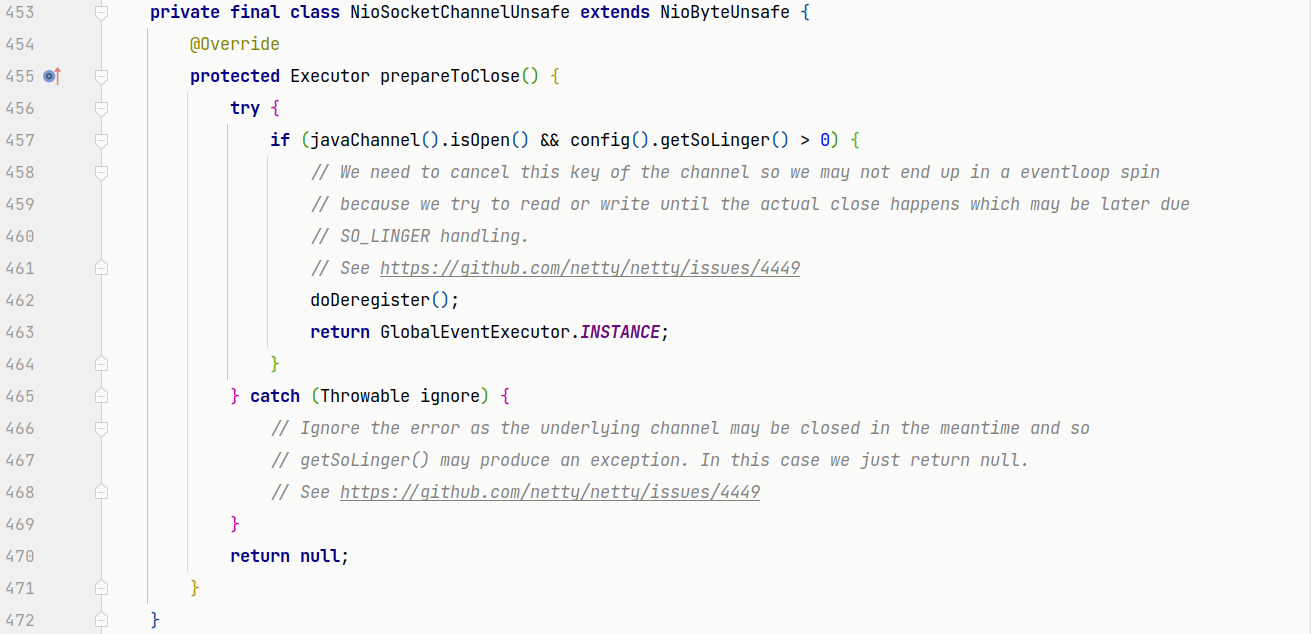 453 private final class NioSocketChannelUnsafe extends NioByteUnsafe {
454 @Override
455 protected Executor prepareToClose() {
456 try {
457 if (javaChannel().isOpen() && config().getSoLinger() > 0) {
458 // We need to cancel this key of the channel so we may not end up in a eventloop spin
459 // because we try to read or write until the actual close happens which may be later due
460 // SO_LINGER handling.
461 // See https://github.com/netty/netty/issues/4449
462 doDeregister();
463 return GlobalEventExecutor.INSTANCE;
464 }
465 } catch (Throwable ignore) {
466 // Ignore the error as the underlying channel may be closed in the meantime and so
467 // getSoLinger() may produce an exception. In this case we just return null.
468 // See https://github.com/netty/netty/issues/4449
469 }
470 return null;
471 }
472 }